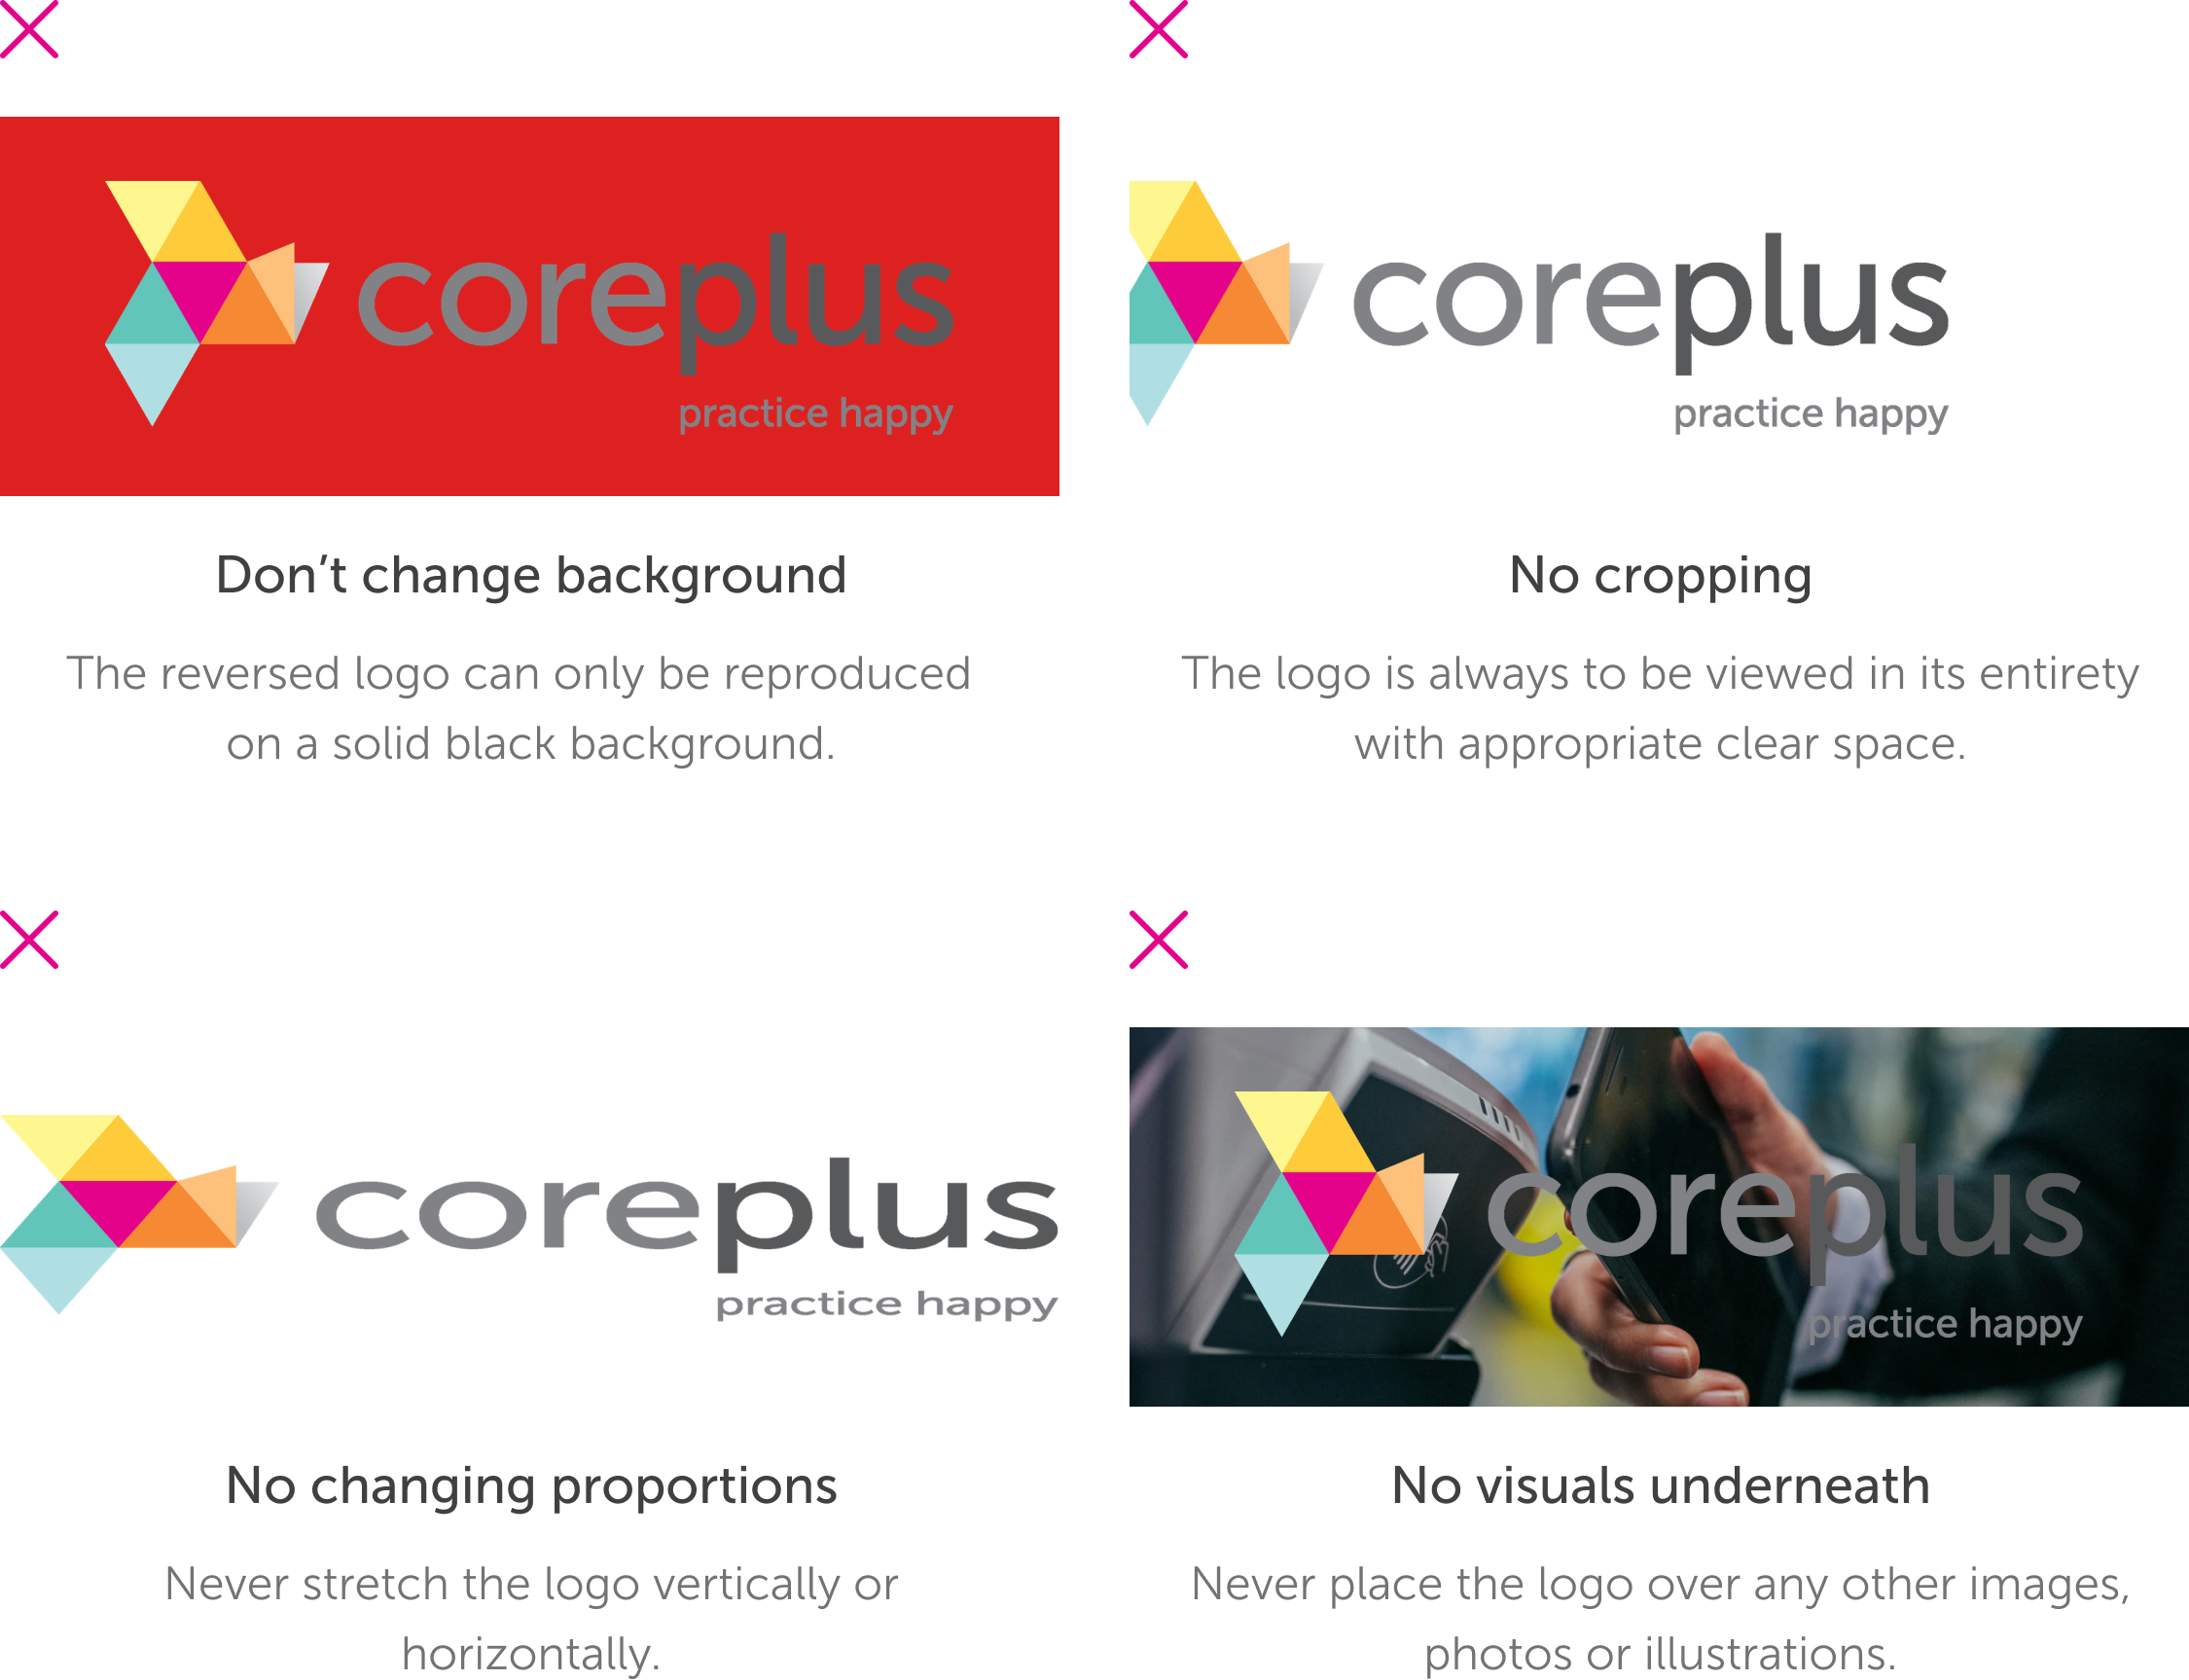 coreplus
practice happy
Don’t change background
The reversed logo can only be reproduced
on a solid black background.
coreplus
practice happy
No cropping
The logo is always to be viewed in its entirety
with appropriate clear space.
coreplus
practice happy
No changing proportions
Never stretch the logo vertically or
horizontally.
coreplus
practice happy
No visuals underneath
Never place the logo over any other images,
photos or illustrations.